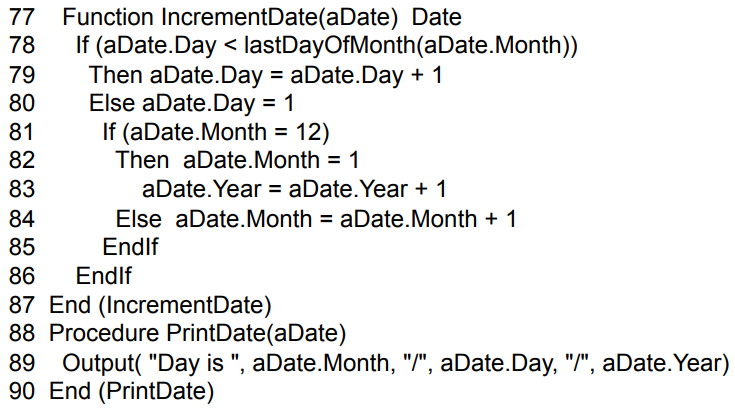 77 Function IncrementDate(aDate) Date
78 If (aDate.Day < lastDayOfMonth(aDate.Month))
79 Then aDate.Day = aDate.Day + 1
80 Else aDate.Day = 1
81 If (aDate.Month = 12)
82 Then aDate.Month = 1
83 aDate.Year = aDate.Year + 1
84 Else aDate.Month = aDate.Month + 1
85 EndIf
86 EndIf
87 End (IncrementDate)
88 Procedure PrintDate(aDate)
89 Output( "Day is ", aDate.Month, "/", aDate.Day, "/", aDate.Year)
90 End (PrintDate)